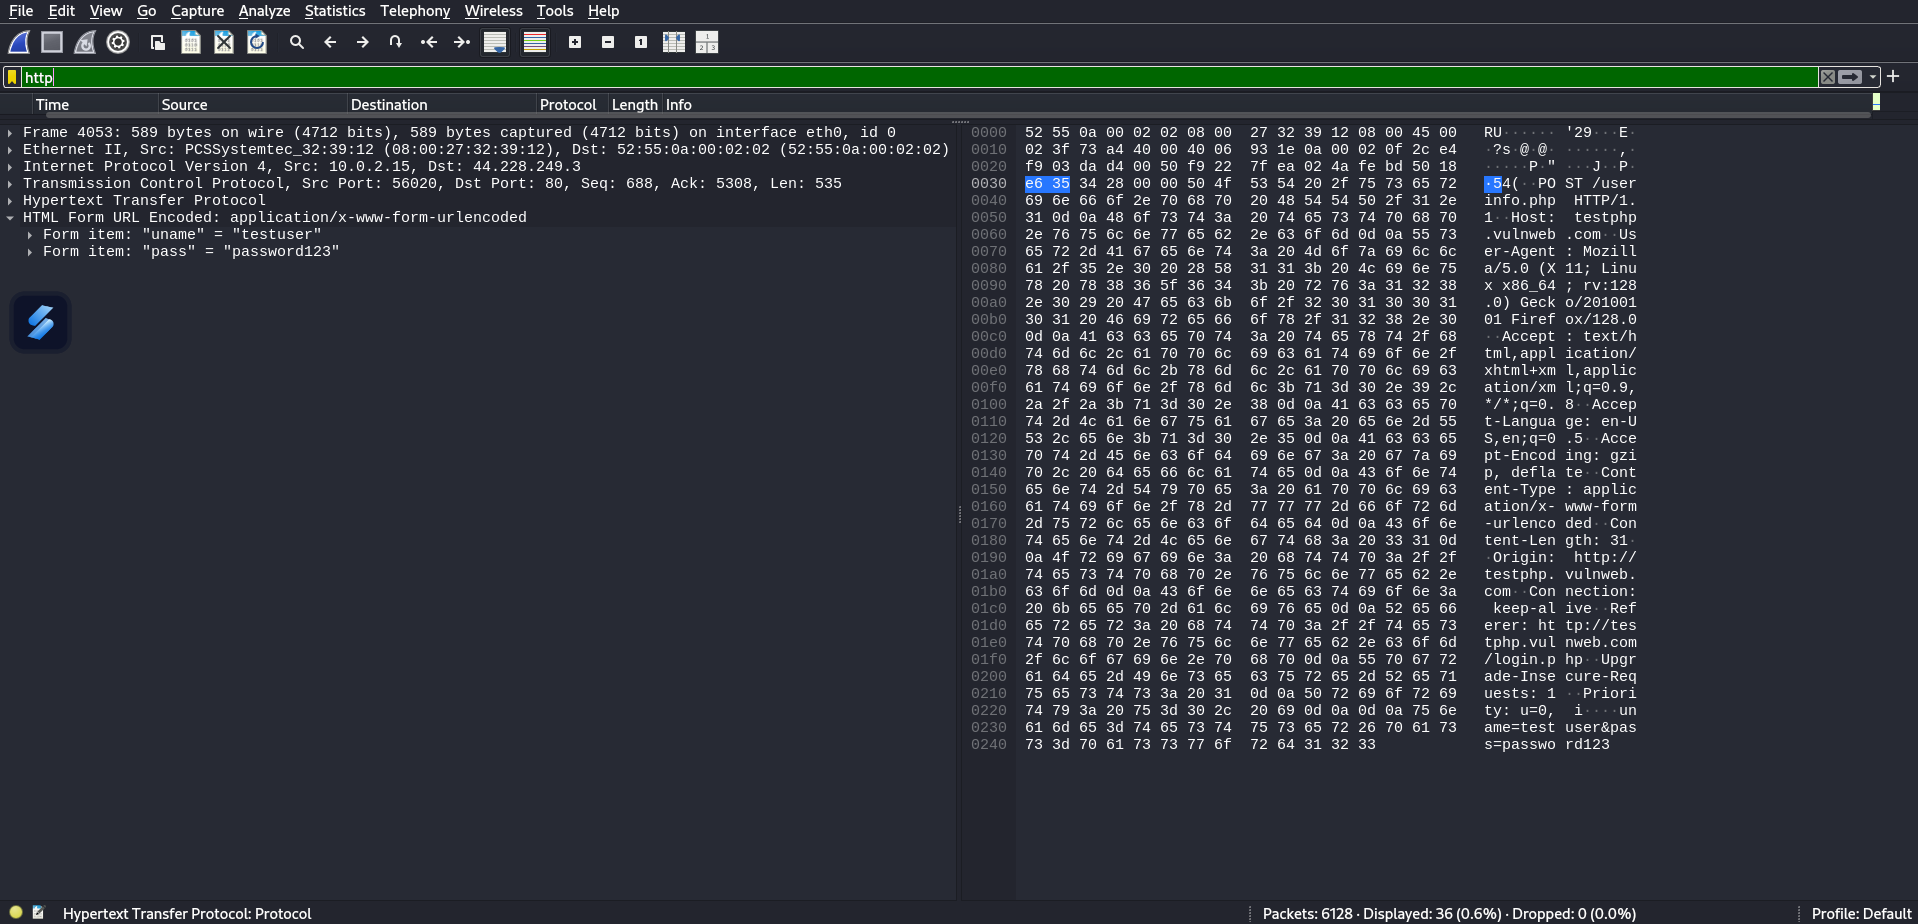 File Edit View Go Capture Analyze Statistics Telephony Wireless Tools Help
http
Time Source Destination Protocol Length Info
Frame 4053: 589 bytes on wire (4712 bits), 589 bytes captured (4712 bits) on interface eth0, id 0
Ethernet II, Src: PCSSystemtec_32:39:12 (08:00:27:32:39:12), Dst: 52:55:0a:00:02:02 (52:55:0a:00:02:02)
Internet Protocol Version 4, Src: 10.0.2.15, Dst: 44.228.249.3
Transmission Control Protocol, Src Port: 56020, Dst Port: 80, Seq: 688, Ack: 5308, Len: 535
Hypertext Transfer Protocol
HTML Form URL Encoded: application/x-www-form-urlencoded
Form item: "uname" = "testuser"
Form item: "pass" = "password123"
0000 52 55 0a 00 02 02 08 00 27 32 39 12 08 00 45 00 RU······ '29···E·
0010 02 3f 73 a4 40 00 40 06 93 1e 0a 00 02 0f 2c e4 ·?s·@·@· ······,·
0020 f9 03 da d4 00 50 f9 22 7f ea 02 4a fe bd 50 18 ·····P·" ···J··P·
0030 e6 35 34 28 00 00 50 4f 53 54 20 2f 75 73 65 72 ·54(··PO ST /user
0040 69 6e 66 6f 2e 70 68 70 20 48 54 54 50 2f 31 2e info.php HTTP/1.
0050 31 0d 0a 48 6f 73 74 3a 20 74 65 73 74 70 68 70 1··Host: testphp
0060 2e 76 75 6c 6e 77 65 62 2e 63 6f 6d 0d 0a 55 73 .vulnweb .com··Us
0070 65 72 2d 41 67 65 6e 74 3a 20 4d 6f 7a 69 6c 6c er-Agent : Mozill
0080 61 2f 35 2e 30 20 28 58 31 31 3b 20 4c 69 6e 75 a/5.0 (X 11; Linu
0090 78 20 78 38 36 5f 36 34 3b 20 72 76 3a 31 32 38 x x86_64 ; rv:128
00a0 2e 30 29 20 47 65 63 6b 6f 2f 32 30 31 30 30 31 .0) Geck o/201001
00b0 30 31 20 46 69 72 65 66 6f 78 2f 31 32 38 2e 30 01 Firef ox/128.0
00c0 0d 0a 41 63 63 65 70 74 3a 20 74 65 78 74 2f 68 ··Accept : text/h
00d0 74 6d 6c 2c 61 70 70 6c 69 63 61 74 69 6f 6e 2f tml,appl ication/
00e0 78 68 74 6d 6c 2b 78 6d 6c 2c 61 70 70 6c 69 63 xhtml+xm l,applic
00f0 61 74 69 6f 6e 2f 78 6d 6c 3b 71 3d 30 2e 39 2c ation/xm l;q=0.9,
0100 2a 2f 2a 3b 71 3d 30 2e 38 0d 0a 41 63 63 65 70 */*;q=0. 8··Accep
0110 74 2d 4c 61 6e 67 75 61 67 65 3a 20 65 6e 2d 55 t-Langua ge: en-U
0120 53 2c 65 6e 3b 71 3d 30 2e 35 0d 0a 41 63 63 65 S,en;q=0 .5··Acce
0130 70 74 2d 45 6e 63 6f 64 69 6e 67 3a 20 67 7a 69 pt-Encod ing: gzi
0140 70 2c 20 64 65 66 6c 61 74 65 0d 0a 43 6f 6e 74 p, defla te··Cont
0150 65 6e 74 2d 54 79 70 65 3a 20 61 70 70 6c 69 63 ent-Type : applic
0160 61 74 69 6f 6e 2f 78 2d 77 77 77 2d 66 6f 72 6d ation/x- www-form
0170 2d 75 72 6c 65 6e 63 6f 64 65 64 0d 0a 43 6f 6e -urlenco ded··Con
0180 74 65 6e 74 2d 4c 65 6e 67 74 68 3a 20 33 31 0d tent-Len gth: 31·
0190 0a 4f 72 69 67 69 6e 3a 20 68 74 74 70 3a 2f 2f ·Origin: http://
01a0 74 65 73 74 70 68 70 2e 76 75 6c 6e 77 65 62 2e testphp. vulnweb.
01b0 63 6f 6d 0d 0a 43 6f 6e 6e 65 63 74 69 6f 6e 3a com··Con nection:
01c0 20 6b 65 65 70 2d 61 6c 69 76 65 0d 0a 52 65 66 keep-al ive··Ref
01d0 65 72 65 72 3a 20 68 74 74 70 3a 2f 2f 74 65 73 erer: ht tp://tes
01e0 74 70 68 70 2e 76 75 6c 6e 77 65 62 2e 63 6f 6d tphp.vul nweb.com
01f0 2f 6c 6f 67 69 6e 2e 70 68 70 0d 0a 55 70 67 72 /login.p hp··Upgr
0200 61 64 65 2d 49 6e 73 65 63 75 72 65 2d 52 65 71 ade-Inse cure-Req
0210 75 65 73 74 73 3a 20 31 0d 0a 50 72 69 6f 72 69 uests: 1 ··Priori
0220 74 79 3a 20 75 3d 30 2c 20 69 0d 0a 0d 0a 75 6e ty: u=0, i····un
0230 61 6d 65 3d 74 65 73 74 75 73 65 72 26 70 61 73 ame=test user&pas
0240 73 3d 70 61 73 73 77 6f 72 64 31 32 33 s=passwo rd123
Hypertext Transfer Protocol: Protocol Packets: 6128 · Displayed: 36 (0.6%) · Dropped: 0 (0.0%) Profile: Default